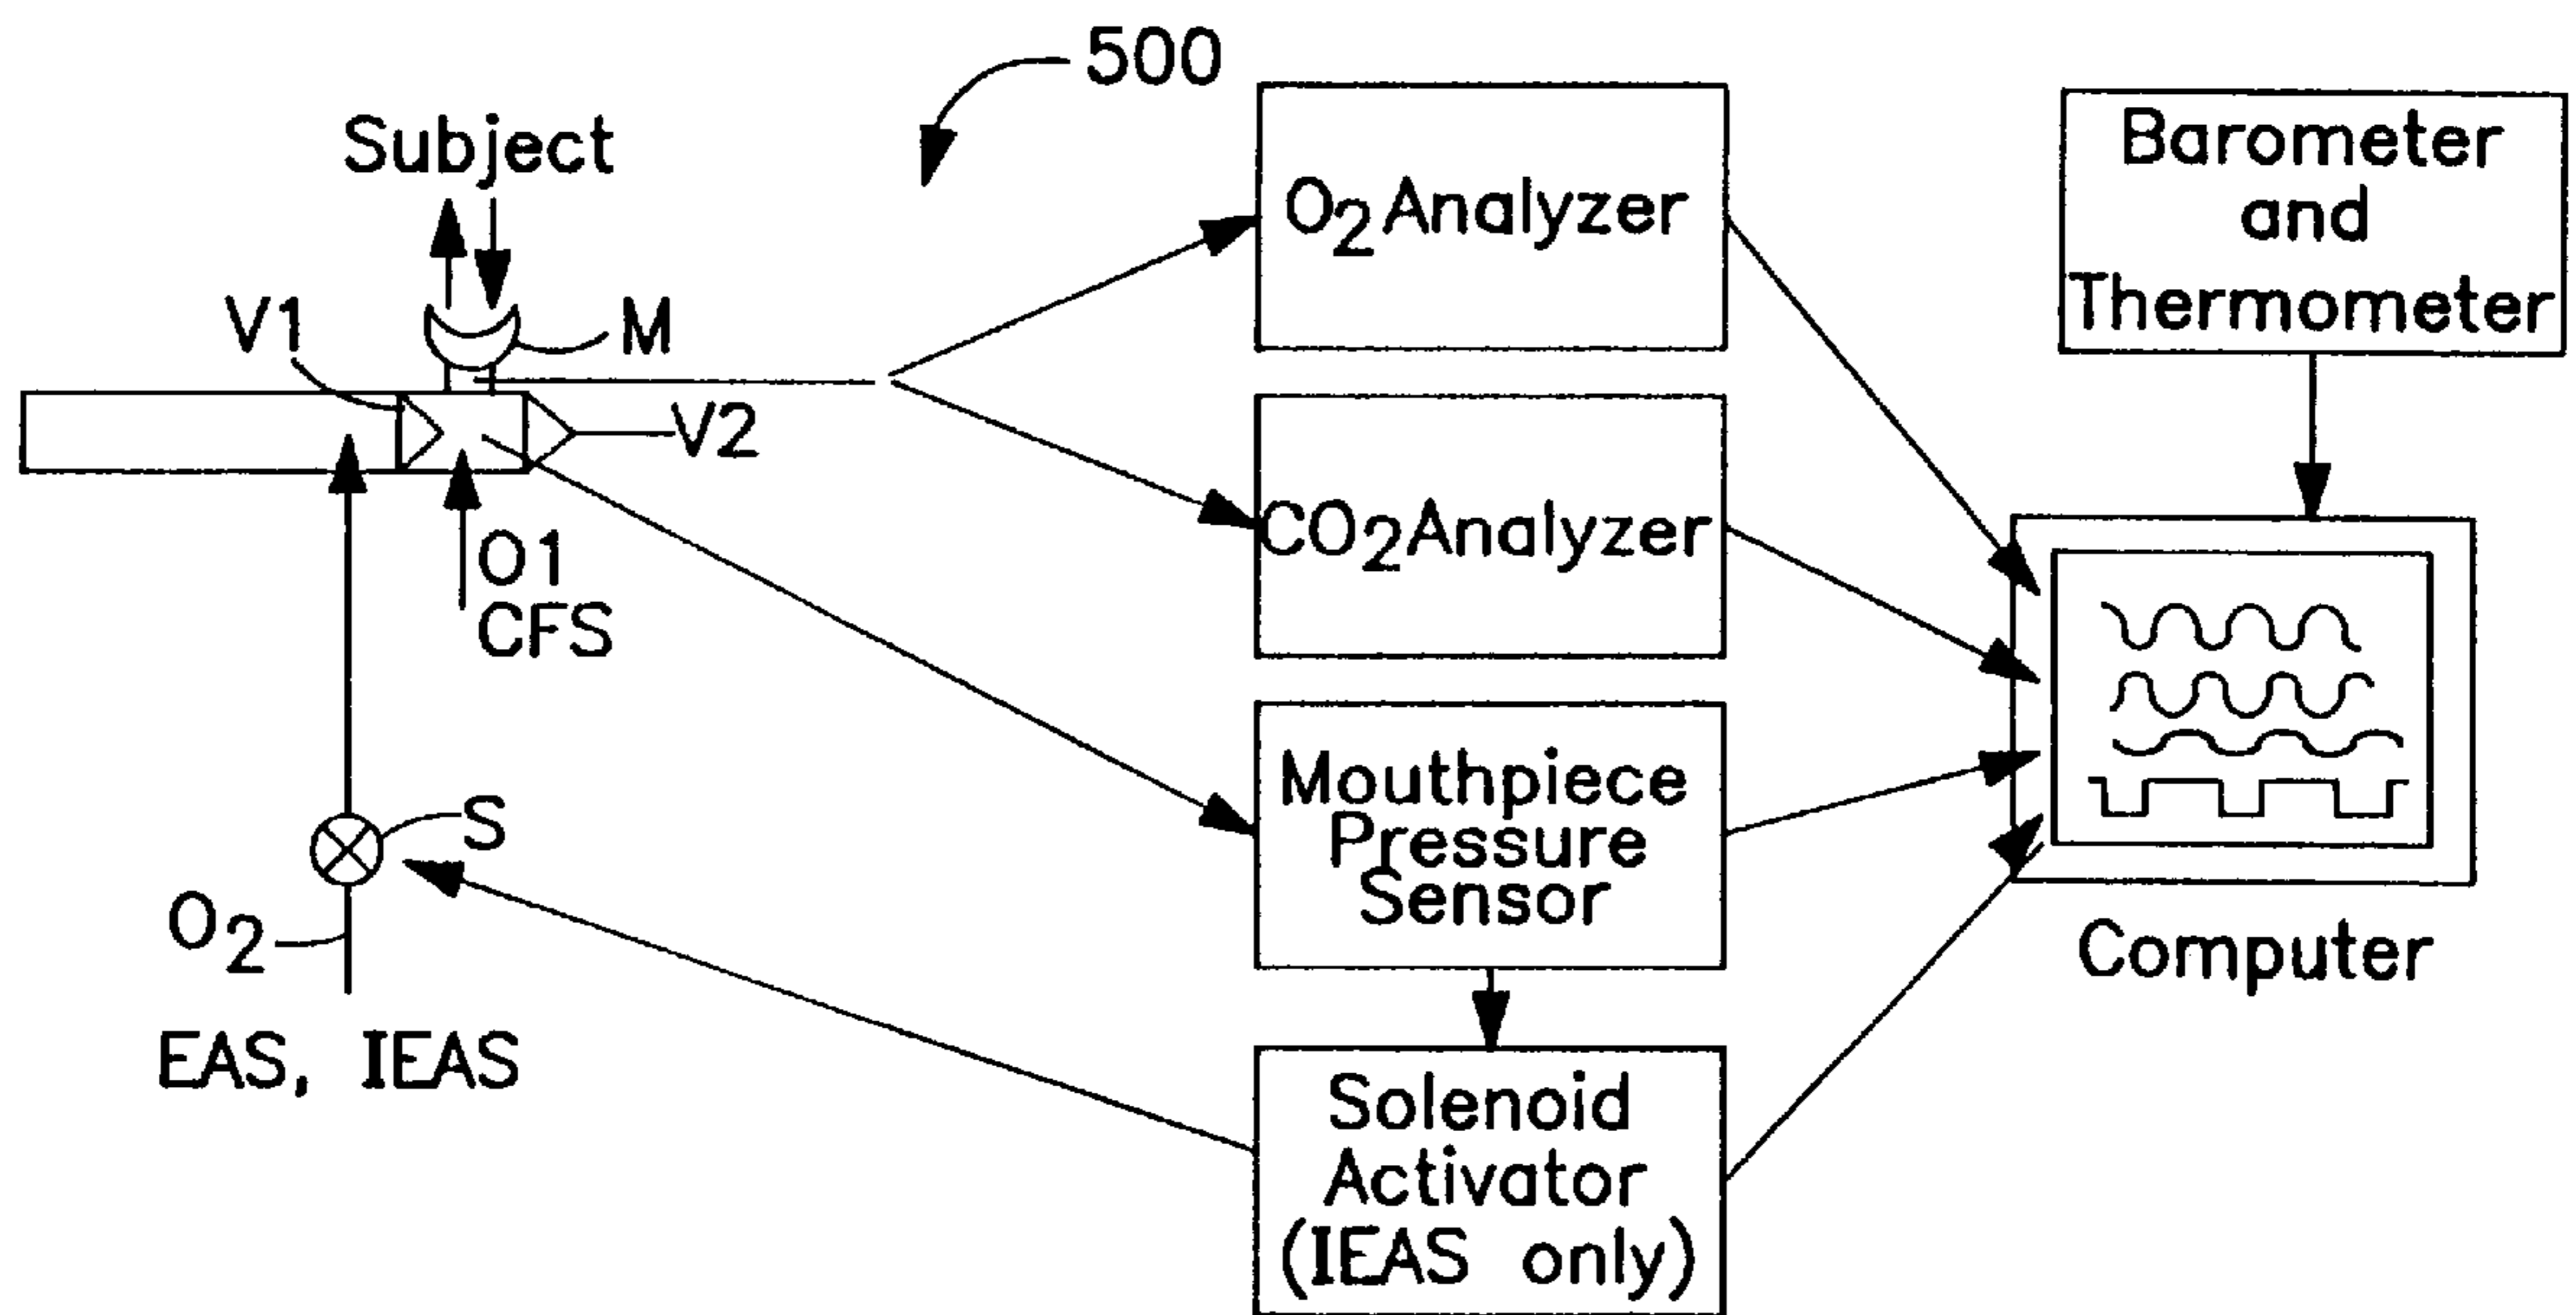 500
Subject
V1
M
V2
O1
CFS
S
O2
EAS, IEAS
O2 Analyzer
CO2 Analyzer
Mouthpiece
Pressure
Sensor
Solenoid
Activator
(IEAS only)
Barometer
and
Thermometer
Computer